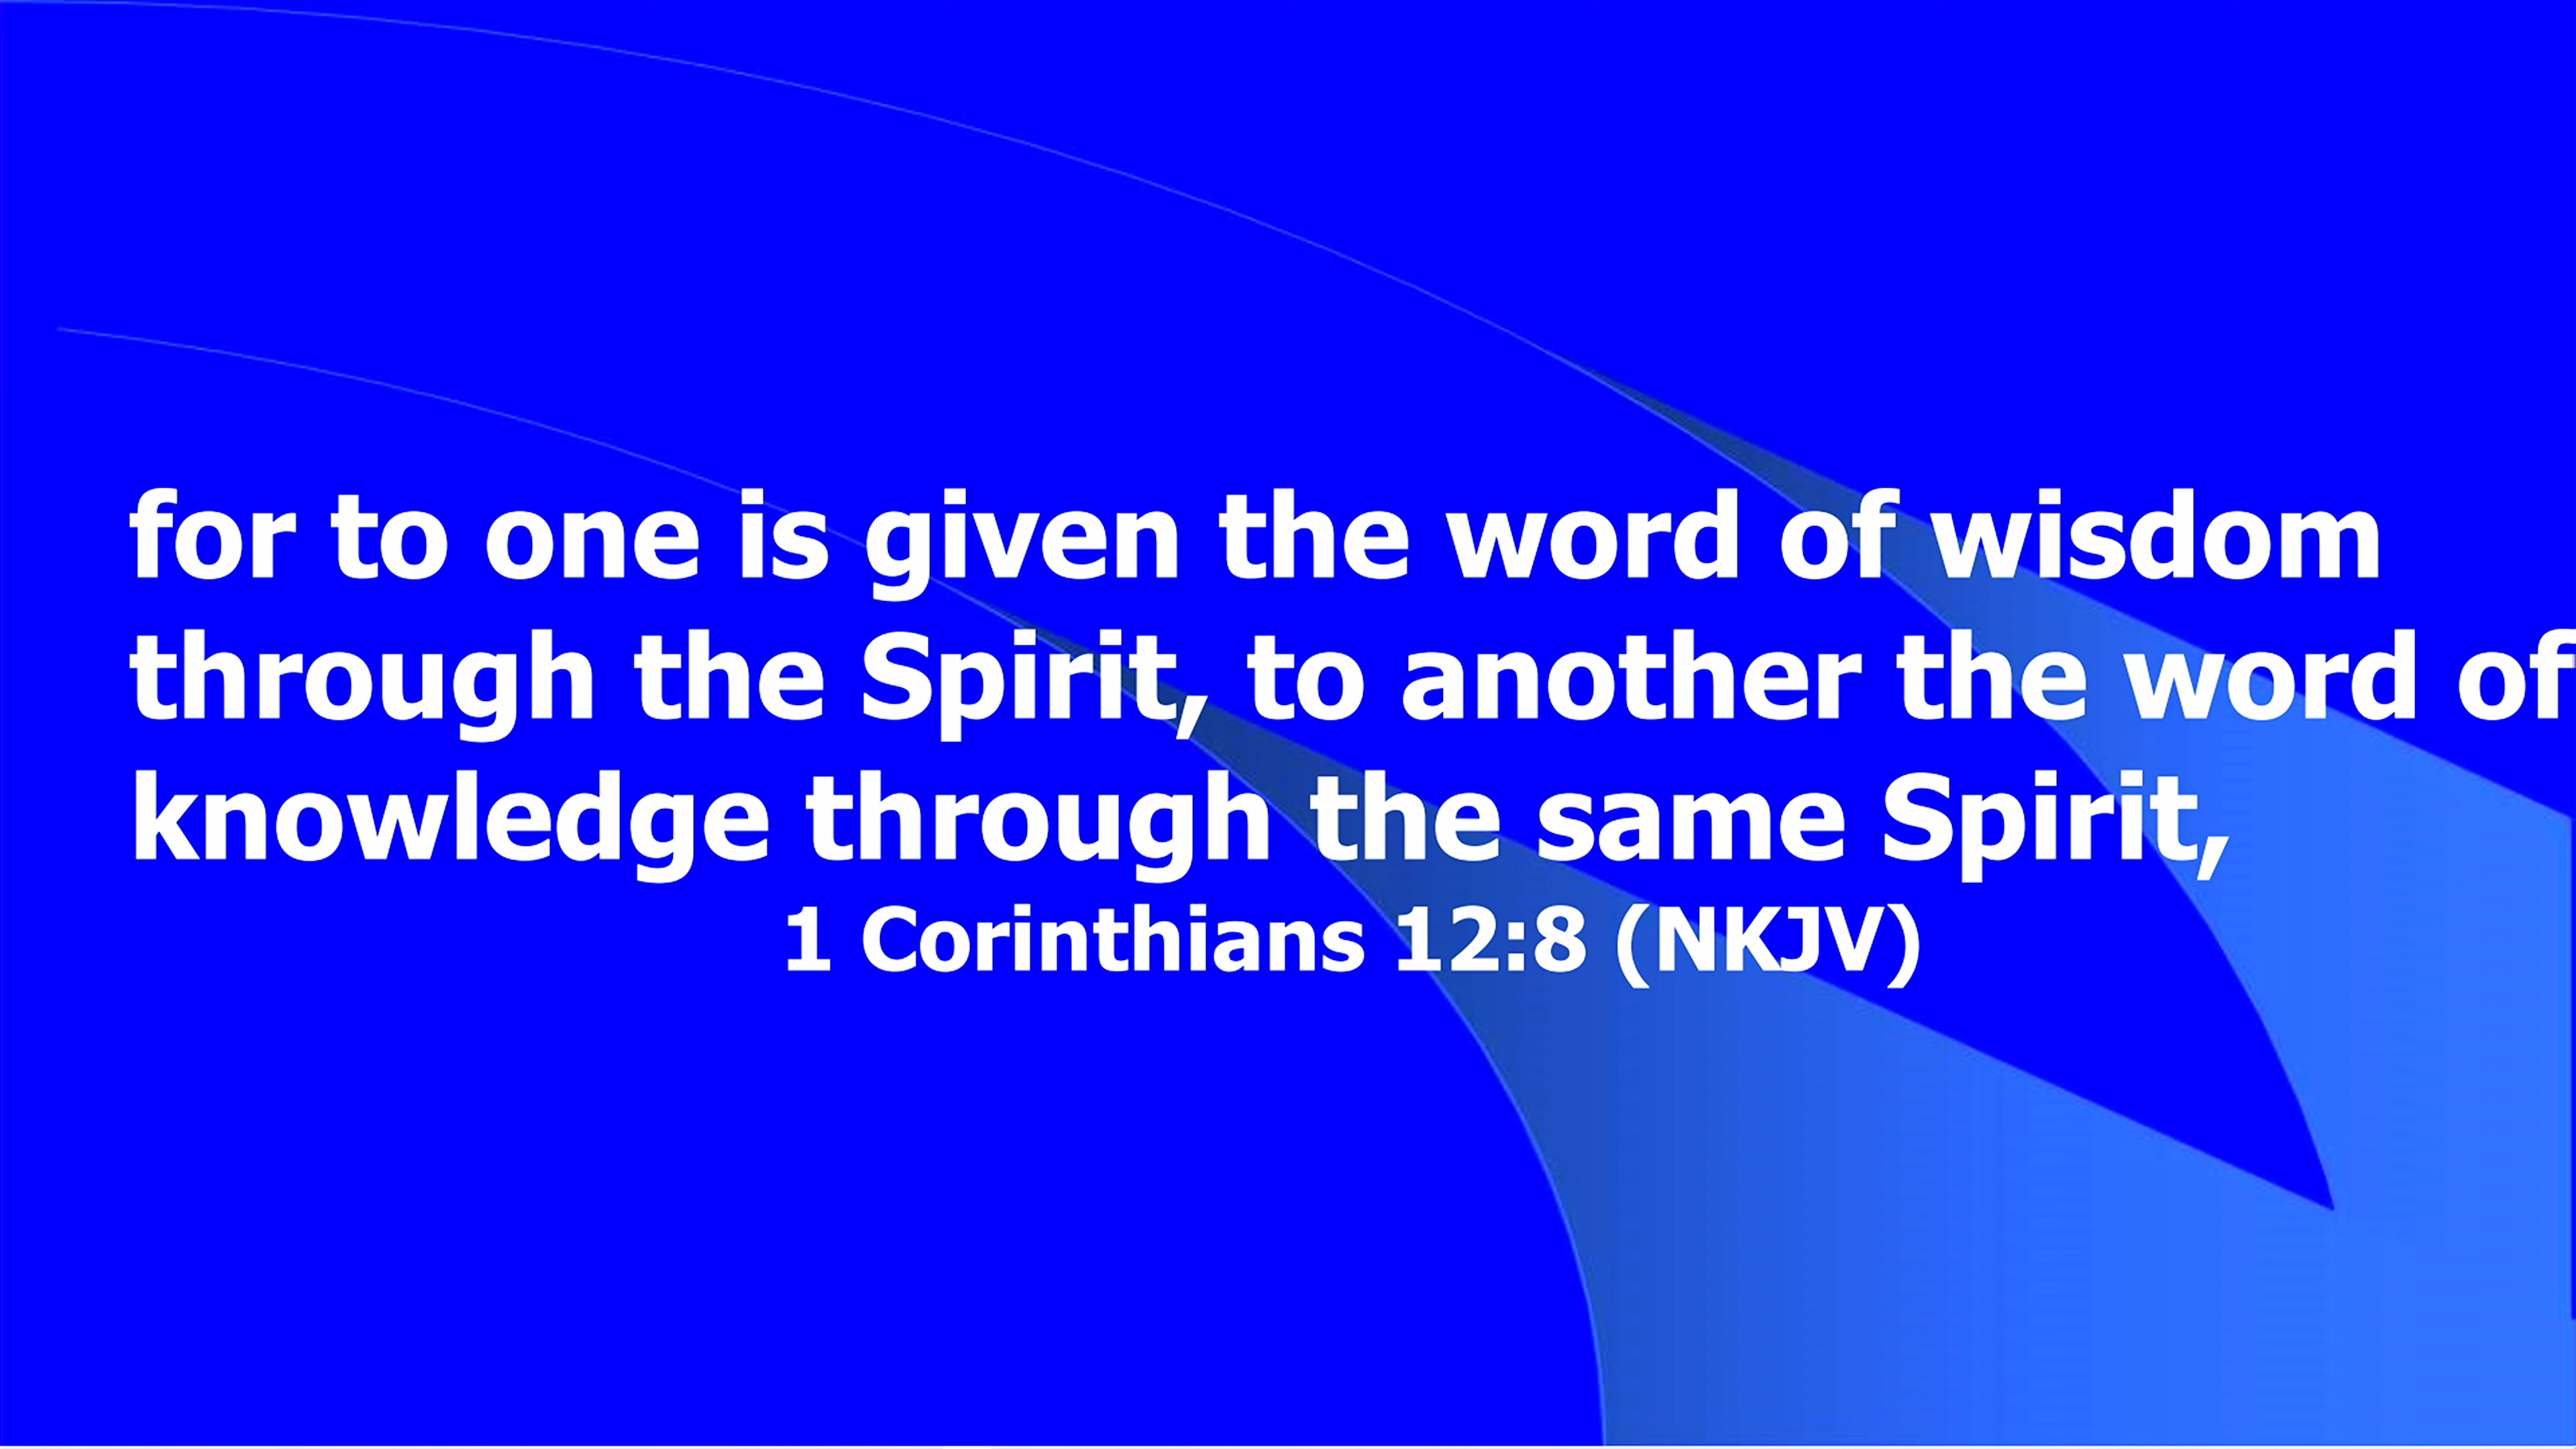 for to one is given the word of wisdom
through the Spirit, to another the word of
knowledge through the same Spirit,
1 Corinthians 12:8 (NKJV)